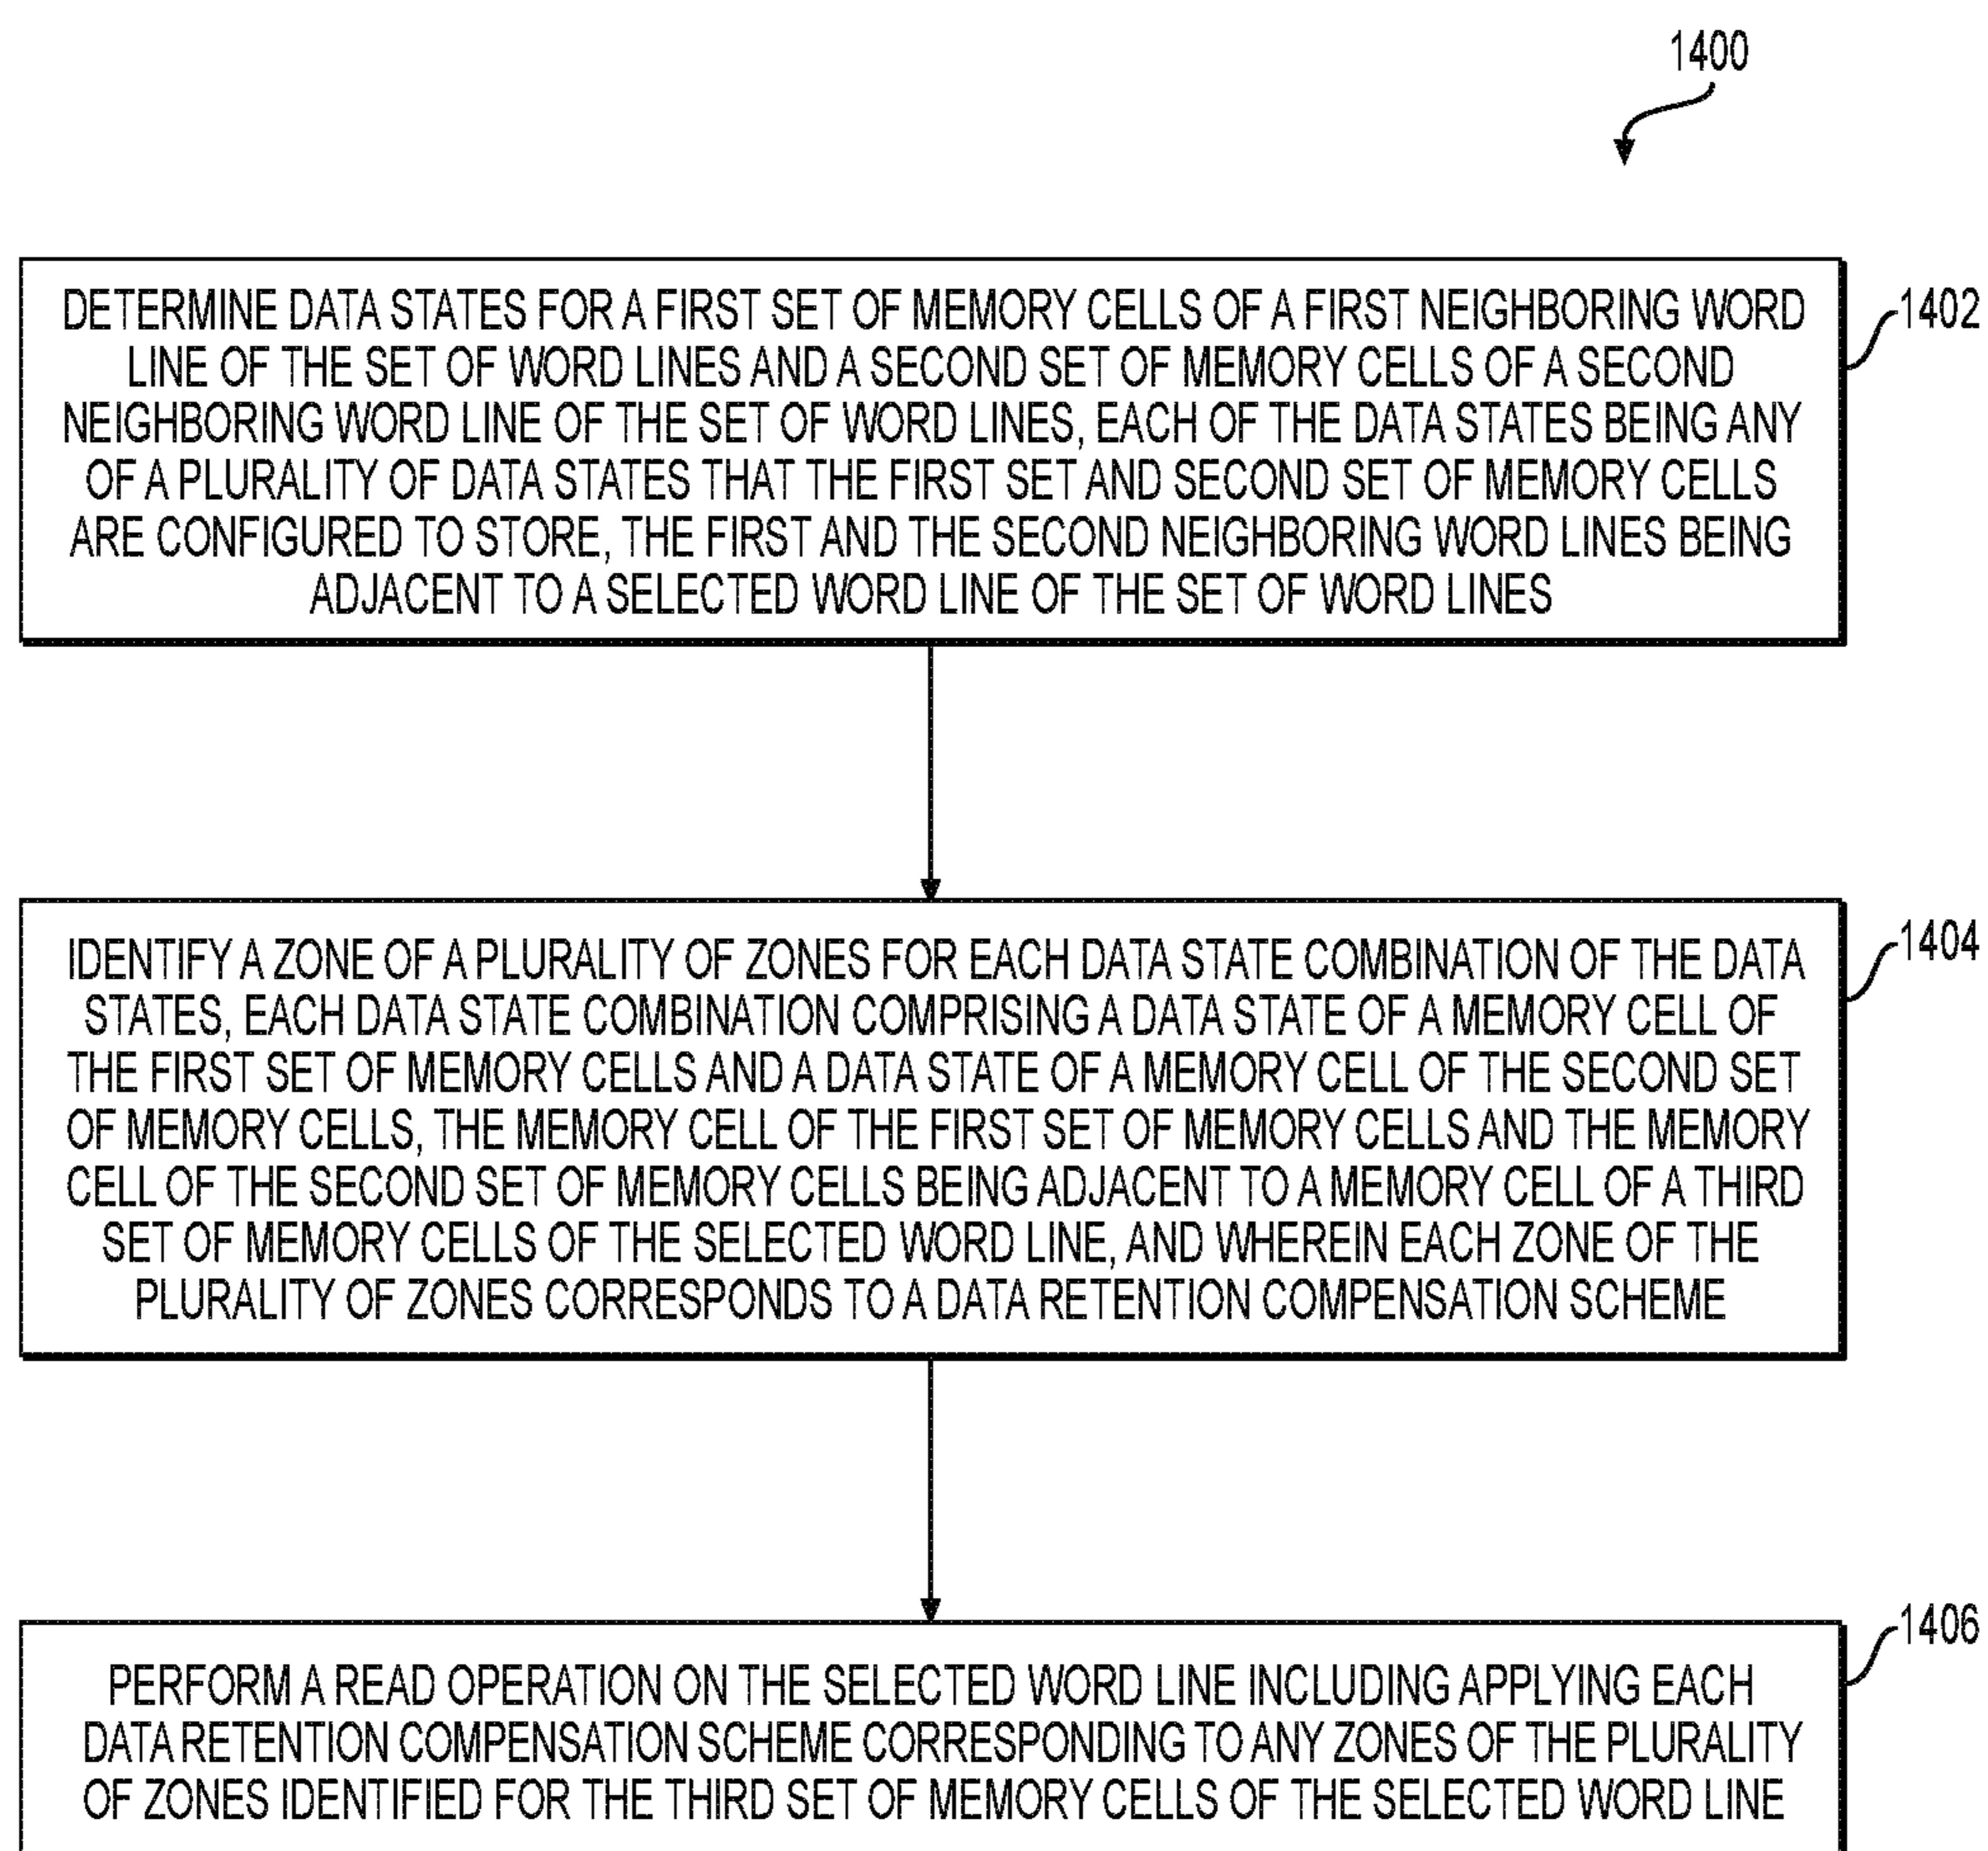 1400
DETERMINE DATA STATES FOR A FIRST SET OF MEMORY CELLS OF A FIRST NEIGHBORING WORD
LINE OF THE SET OF WORD LINES AND A SECOND SET OF MEMORY CELLS OF A SECOND
NEIGHBORING WORD LINE OF THE SET OF WORD LINES, EACH OF THE DATA STATES BEING ANY
OF A PLURALITY OF DATA STATES THAT THE FIRST SET AND SECOND SET OF MEMORY CELLS
ARE CONFIGURED TO STORE, THE FIRST AND THE SECOND NEIGHBORING WORD LINES BEING
ADJACENT TO A SELECTED WORD LINE OF THE SET OF WORD LINES
1402
IDENTIFY A ZONE OF A PLURALITY OF ZONES FOR EACH DATA STATE COMBINATION OF THE DATA
STATES, EACH DATA STATE COMBINATION COMPRISING A DATA STATE OF A MEMORY CELL OF
THE FIRST SET OF MEMORY CELLS AND A DATA STATE OF A MEMORY CELL OF THE SECOND SET
OF MEMORY CELLS, THE MEMORY CELL OF THE FIRST SET OF MEMORY CELLS AND THE MEMORY
CELL OF THE SECOND SET OF MEMORY CELLS BEING ADJACENT TO A MEMORY CELL OF A THIRD
SET OF MEMORY CELLS OF THE SELECTED WORD LINE, AND WHEREIN EACH ZONE OF THE
PLURALITY OF ZONES CORRESPONDS TO A DATA RETENTION COMPENSATION SCHEME
1404
PERFORM A READ OPERATION ON THE SELECTED WORD LINE INCLUDING APPLYING EACH
DATA RETENTION COMPENSATION SCHEME CORRESPONDING TO ANY ZONES OF THE PLURALITY
OF ZONES IDENTIFIED FOR THE THIRD SET OF MEMORY CELLS OF THE SELECTED WORD LINE
1406